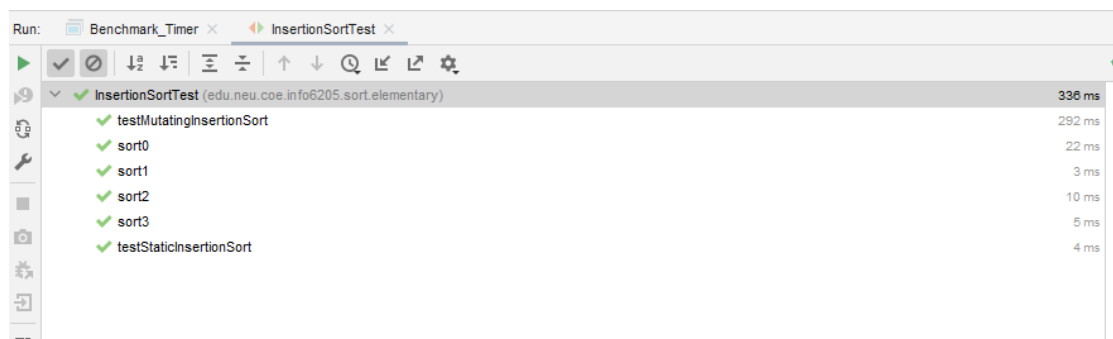 Run: Benchmark_Timer InsertionSortTest
InsertionSortTest (edu.neu.coe.info6205.sort.elementary) 336 ms
testMutatingInsertionSort 292 ms
sort0 22 ms
sort1 3 ms
sort2 10 ms
sort3 5 ms
testStaticInsertionSort 4 ms